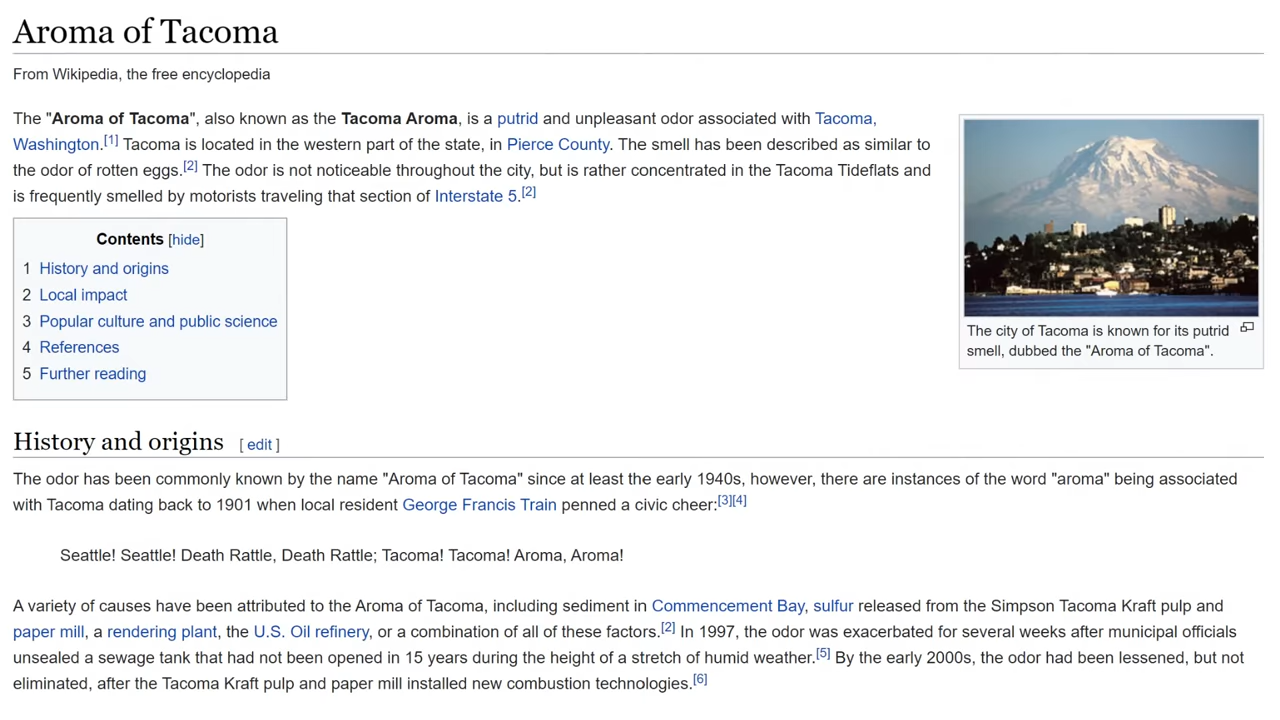 Aroma of Tacoma
From Wikipedia, the free encyclopedia
The "Aroma of Tacoma", also known as the Tacoma Aroma, is a putrid and unpleasant odor associated with Tacoma,
Washington.[1] Tacoma is located in the western part of the state, in Pierce County. The smell has been described as similar to
the odor of rotten eggs.[2] The odor is not noticeable throughout the city, but is rather concentrated in the Tacoma Tideflats and
is frequently smelled by motorists traveling that section of Interstate 5.[2]
The city of Tacoma is known for its putrid
smell, dubbed the "Aroma of Tacoma".
Contents [hide]
1 History and origins
2 Local impact
3 Popular culture and public science
4 References
5 Further reading
History and origins [ edit ]
The odor has been commonly known by the name "Aroma of Tacoma" since at least the early 1940s, however, there are instances of the word "aroma" being associated
with Tacoma dating back to 1901 when local resident George Francis Train penned a civic cheer:[3][4]
Seattle! Seattle! Death Rattle, Death Rattle; Tacoma! Tacoma! Aroma, Aroma!
A variety of causes have been attributed to the Aroma of Tacoma, including sediment in Commencement Bay, sulfur released from the Simpson Tacoma Kraft pulp and
paper mill, a rendering plant, the U.S. Oil refinery, or a combination of all of these factors.[2] In 1997, the odor was exacerbated for several weeks after municipal officials
unsealed a sewage tank that had not been opened in 15 years during the height of a stretch of humid weather.[5] By the early 2000s, the odor had been lessened, but not
eliminated, after the Tacoma Kraft pulp and paper mill installed new combustion technologies.[6]